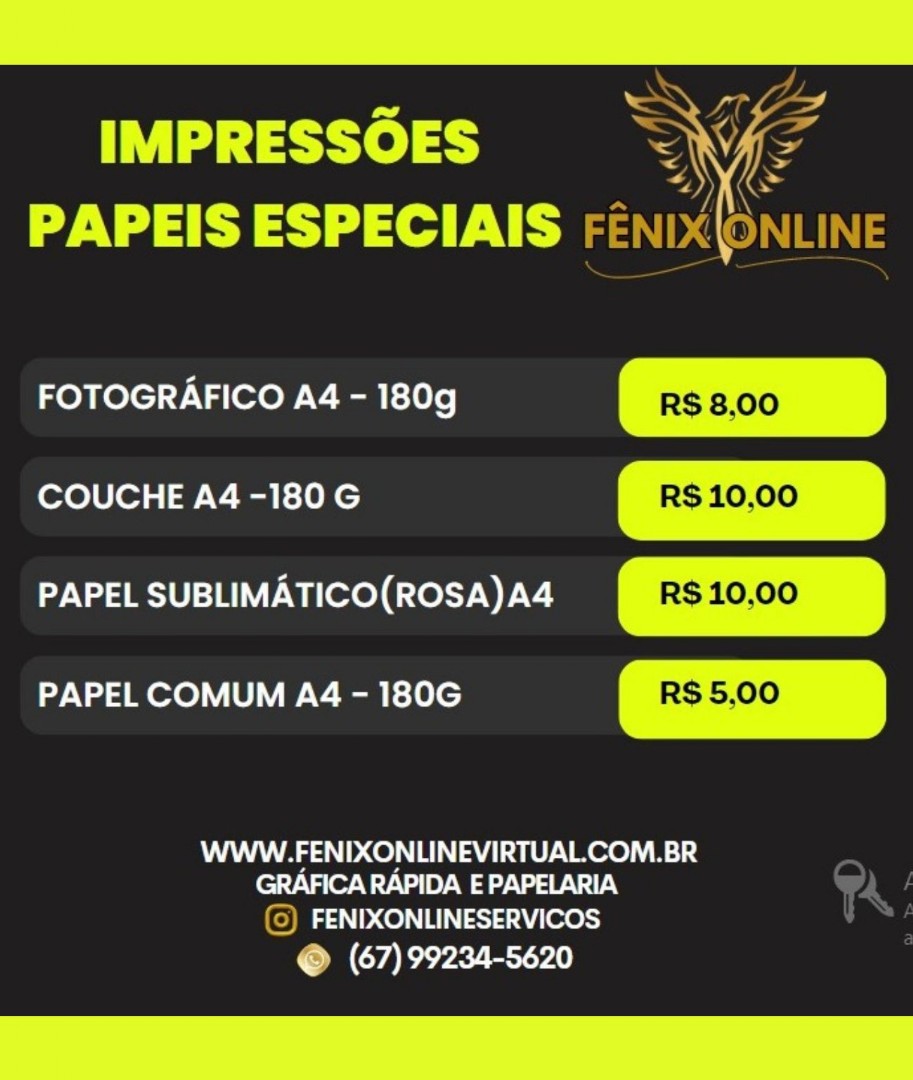 IMPRESSÕES
PAPEIS ESPECIAIS
FÊNIX ONLINE
FOTOGRÁFICO A4 - 180g
R$ 8,00
COUCHE A4 -180 G
R$ 10,00
PAPEL SUBLIMÁTICO(ROSA)A4
R$ 10,00
PAPEL COMUM A4 - 180G
R$ 5,00
WWW.FENIXONLINEVIRTUAL.COM.BR
GRÁFICA RÁPIDA E PAPELARIA
FENIXONLINESERVICOS
(67) 99234-5620